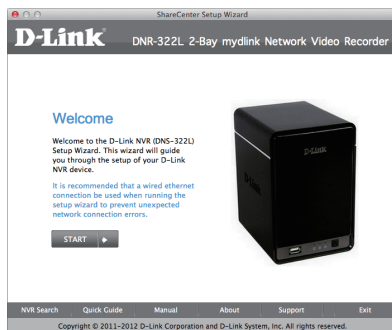 ShareCenter Setup Wizard
D-Link DNR-322L 2-Bay mydlink Network Video Recorder
Welcome
Welcome to the D-Link NVR (DNS-322L)
Setup Wizard. This wizard will guide
you through the setup of your D-Link
NVR device.
It is recommended that a wired ethernet
connection be used when running the
setup wizard to prevent unexpected
network connection errors.
START
D-Link
D-Link
NVR Search Quick Guide Manual About Support Exit
Copyright © 2011-2012 D-Link Corporation and D-Link System, Inc. All rights reserved.